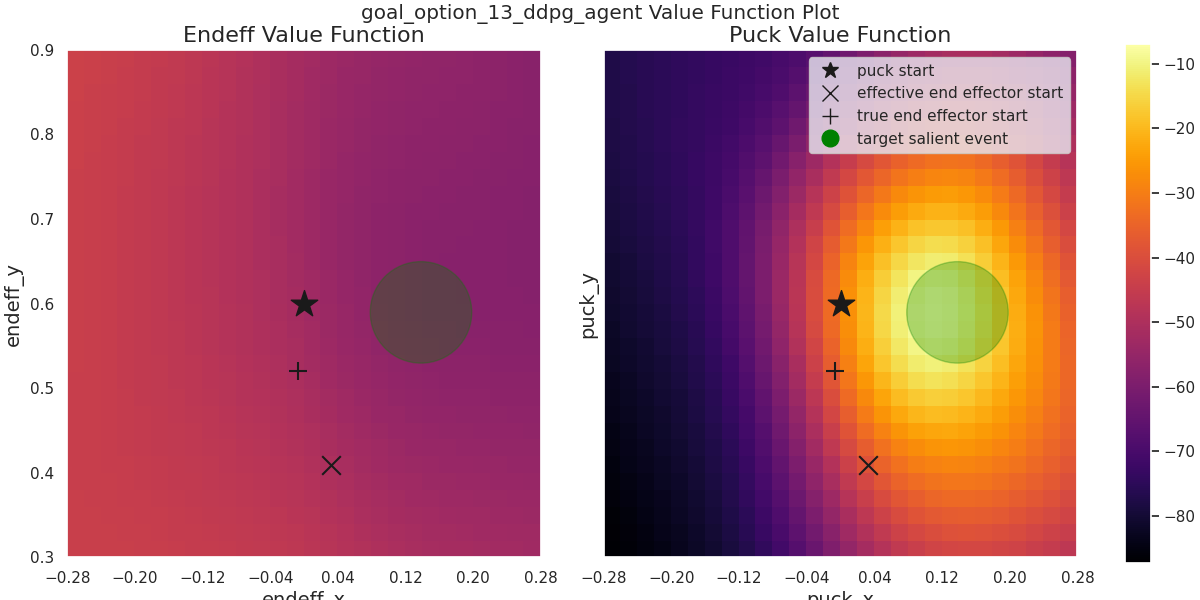 goal_option_13_ddpg_agent Value Function Plot
Endeff Value Function
0.9
0.8
0.7
0.6
0.5
0.4
0.3
endeff_y
−0.28 −0.20 −0.12 −0.04 0.04 0.12 0.20 0.28
endeff_x
Puck Value Function
puck start
effective end effector start
true end effector start
target salient event
puck_y
−0.28 −0.20 −0.12 −0.04 0.04 0.12 0.20 0.28
puck_x
−10
−20
−30
−40
−50
−60
−70
−80